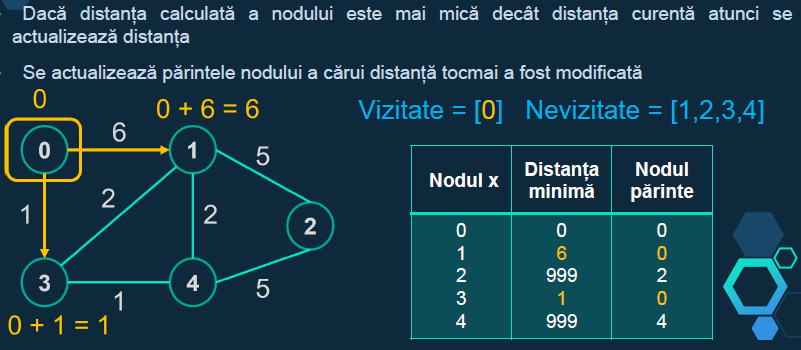 Dacă distanța calculată a nodului este mai mică decât distanța curentă atunci se
actualizează distanța
Se actualizează părintele nodului a cărui distanță tocmai a fost modificată
0
0 + 6 = 6
Vizitate = [0] Nevizitate = [1,2,3,4]
6
0
1
5
1
2
2
2
3
4
1
5
0 + 1 = 1
Nodul x Distanța minimă Nodul părinte
0 0 0
1 6 0
2 999 2
3 1 0
4 999 4